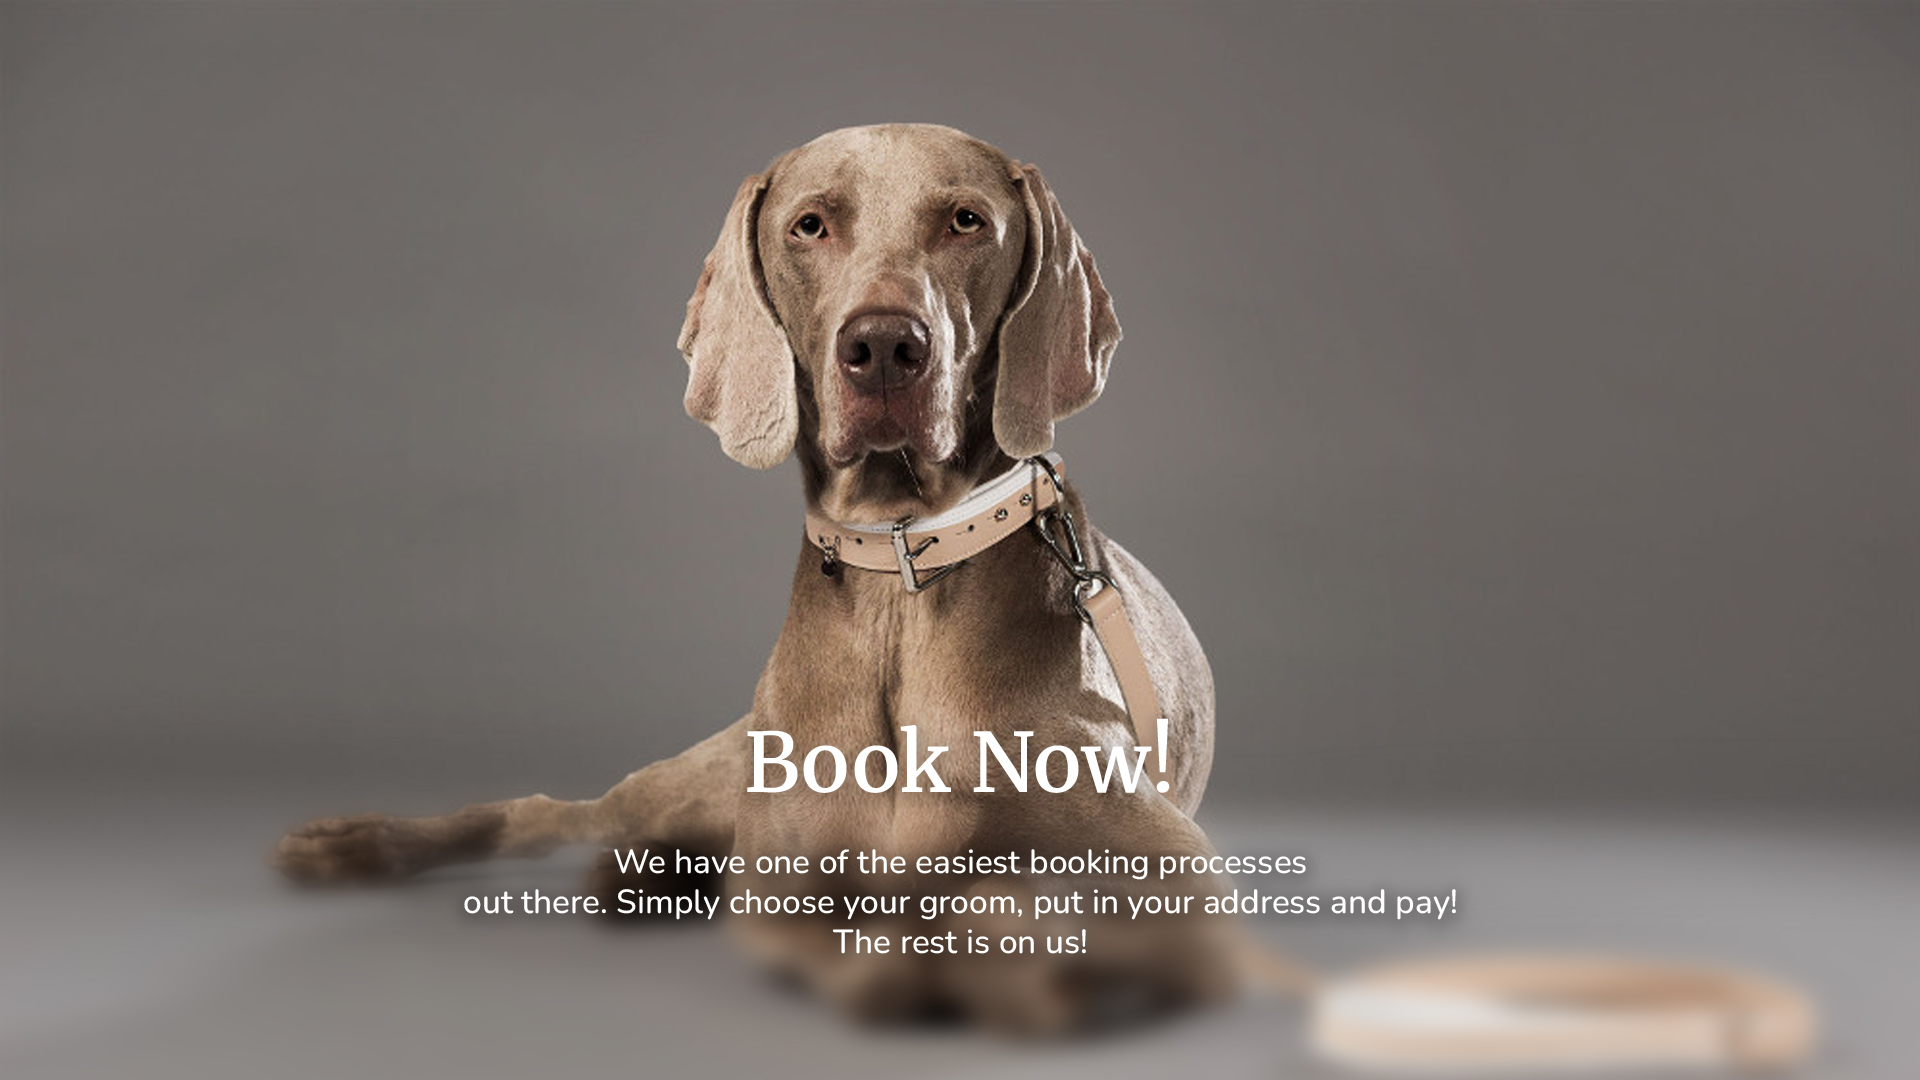 Book Now!
We have one of the easiest booking processes
out there. Simply choose your groom, put in your address and pay!
The rest is on us!